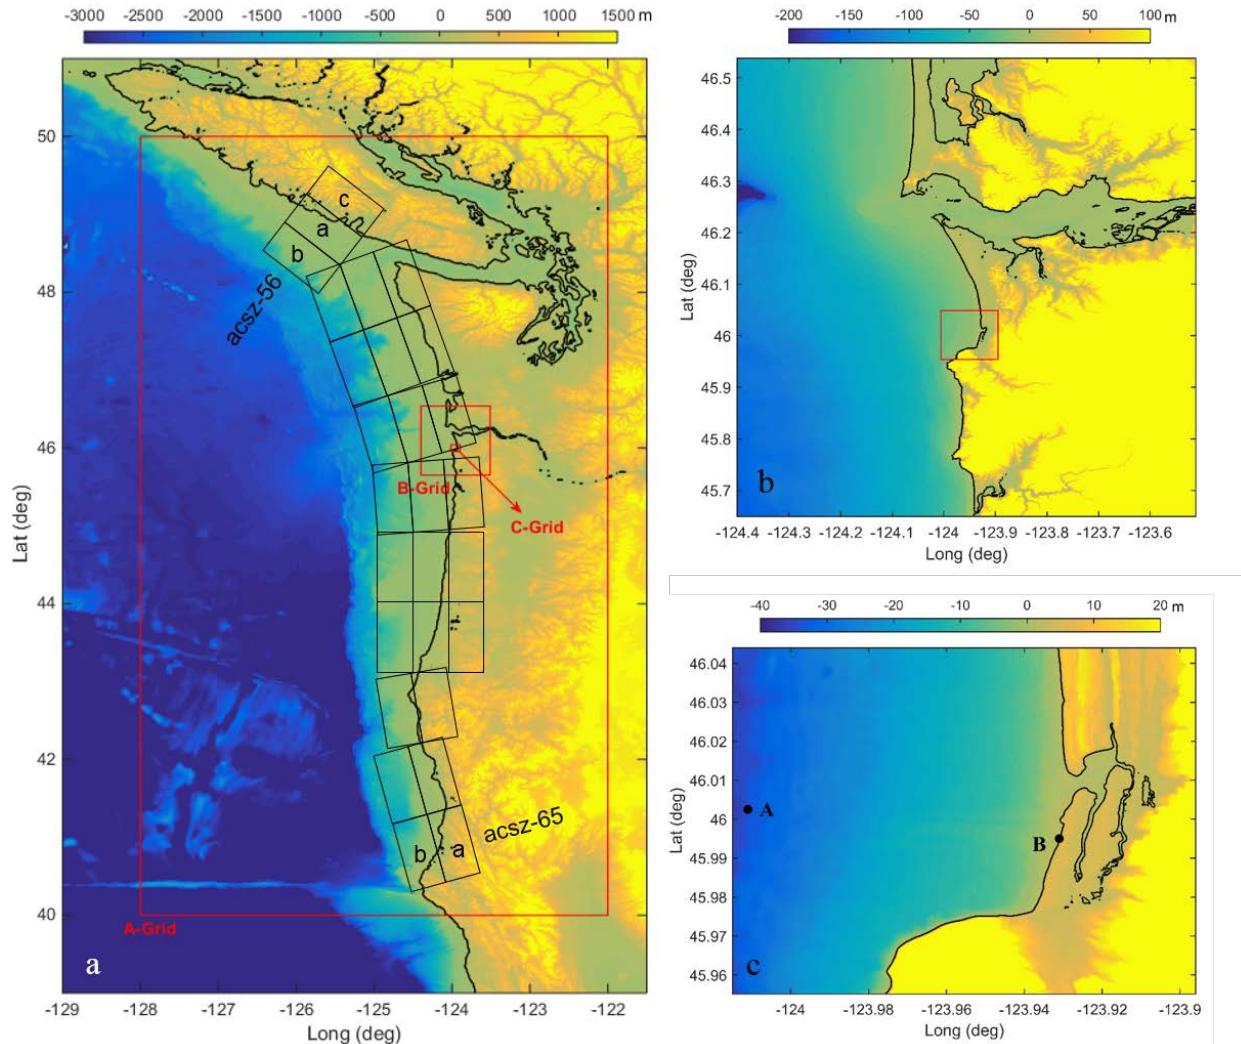 -3000 -2500 -2000 -1500 -1000 -500 0 500 1000 1500 m
50
48
46
44
42
40
Lat (deg)
c
a
b
acsz-56
B-Grid
C-Grid
acsz-65
b
a
A-Grid
a
-129 -128 -127 -126 -125 -124 -123 -122
Long (deg)
-200 -150 -100 -50 0 50 100 m
46.5
46.4
46.3
46.2
46.1
46
45.9
45.8
45.7
Lat (deg)
b
-124.4 -124.3 -124.2 -124.1 -124 -123.9 -123.8 -123.7 -123.6
Long (deg)
-40 -30 -20 -10 0 10 20 m
46.04
46.03
46.02
46.01
46
45.99
45.98
45.97
45.96
Lat (deg)
A
B
c
-124 -123.98 -123.96 -123.94 -123.92 -123.9
Long (deg)